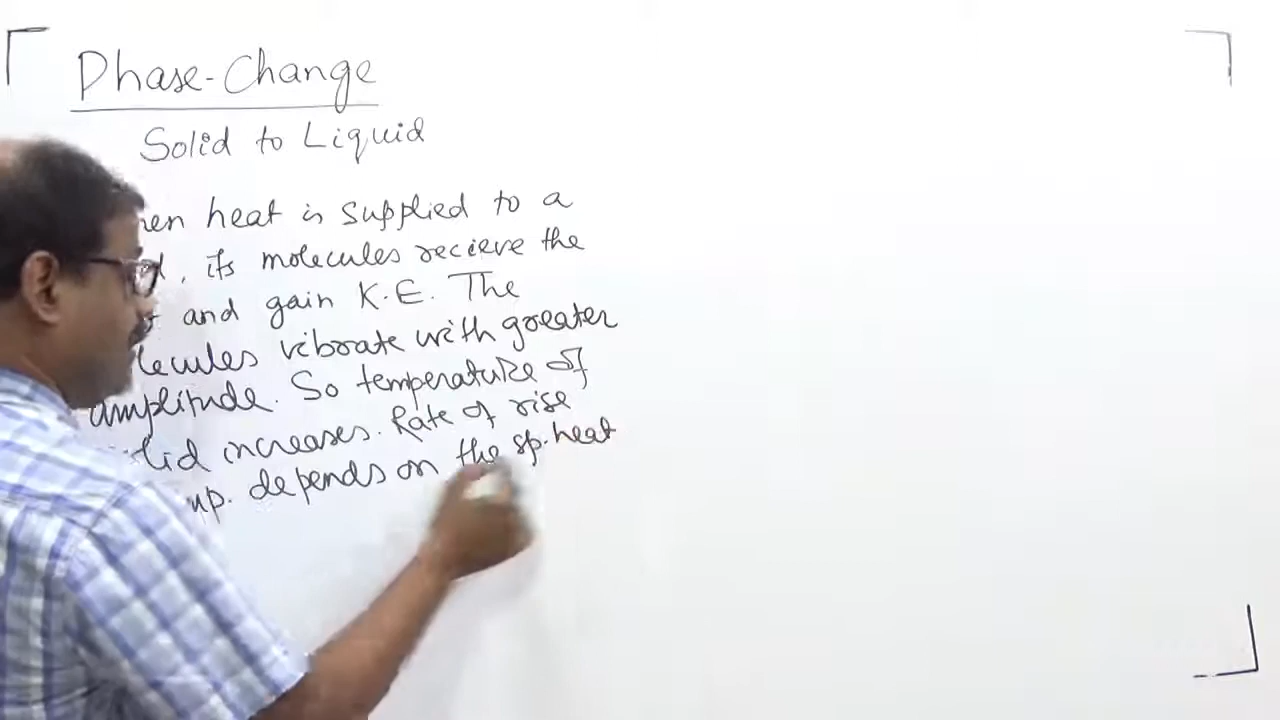 Phase-Change
Solid to Liquid
hen heat is supplied to a
d, its molecules recieve the
and gain K.E. The
lecules vibrate with greater
amplitude. So temperature of
lid increases. Rate of rise
mp. depends on the sp. heat